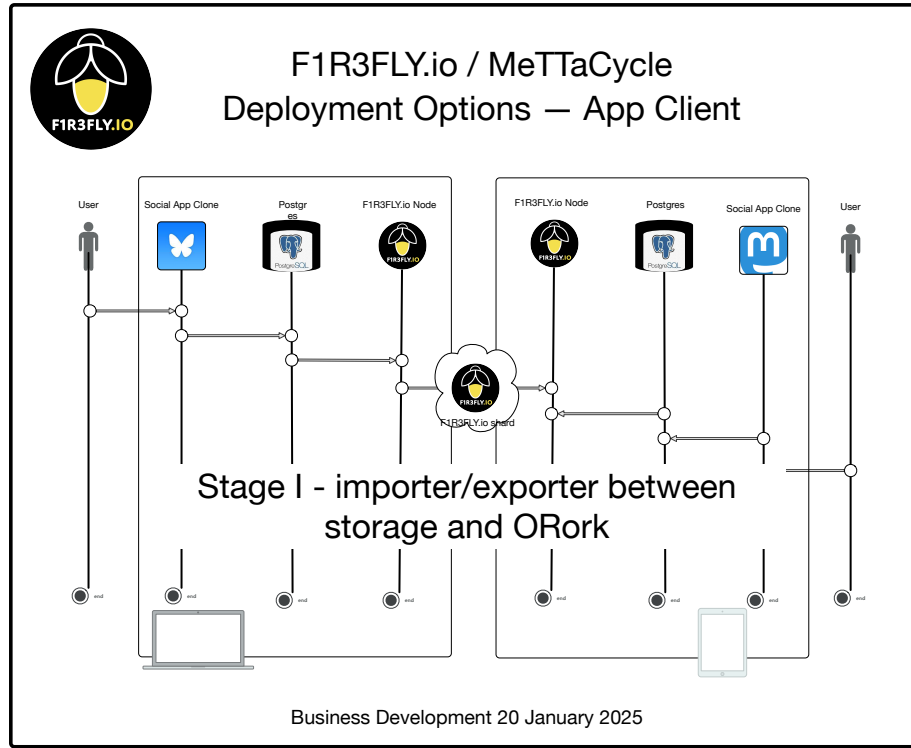 F1R3FLY.io / MeTTaCycle
Deployment Options — App Client
F1R3FLY.IO
User
Social App Clone
Postgr
es
F1R3FLY.io Node
F1R3FLY.io Node
Postgres
Social App Clone
User
PostgreSQL
F1R3FLY.IO
F1R3FLY.IO
PostgreSQL
m
F1R3FLY.IO
F1R3FLY.io shard
Stage I - importer/exporter between
storage and ORork
end
end
end
end
end
end
end
end
Business Development 20 January 2025